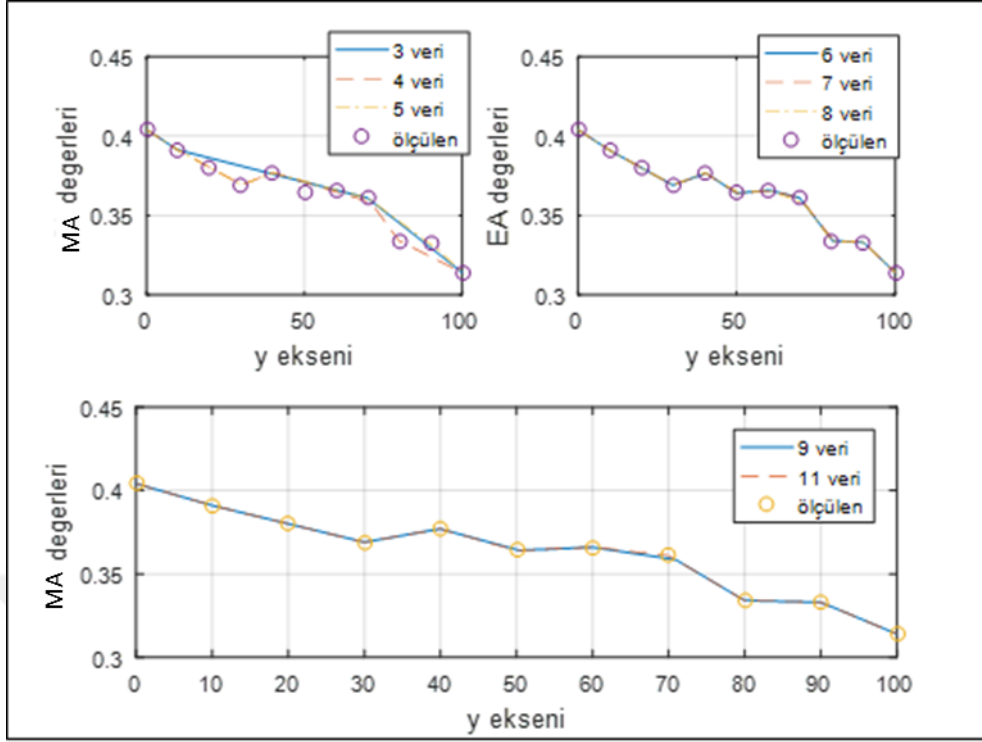 0.45
0.4
0.35
0.3
MA degerleri
3 veri
4 veri
5 veri
ölçülen
0 50 100
y ekseni
0.45
0.4
0.35
0.3
EA degerleri
6 veri
7 veri
8 veri
ölçülen
0 50 100
y ekseni
0.45
0.4
0.35
0.3
MA degerleri
9 veri
11 veri
ölçülen
0 10 20 30 40 50 60 70 80 90 100
y ekseni